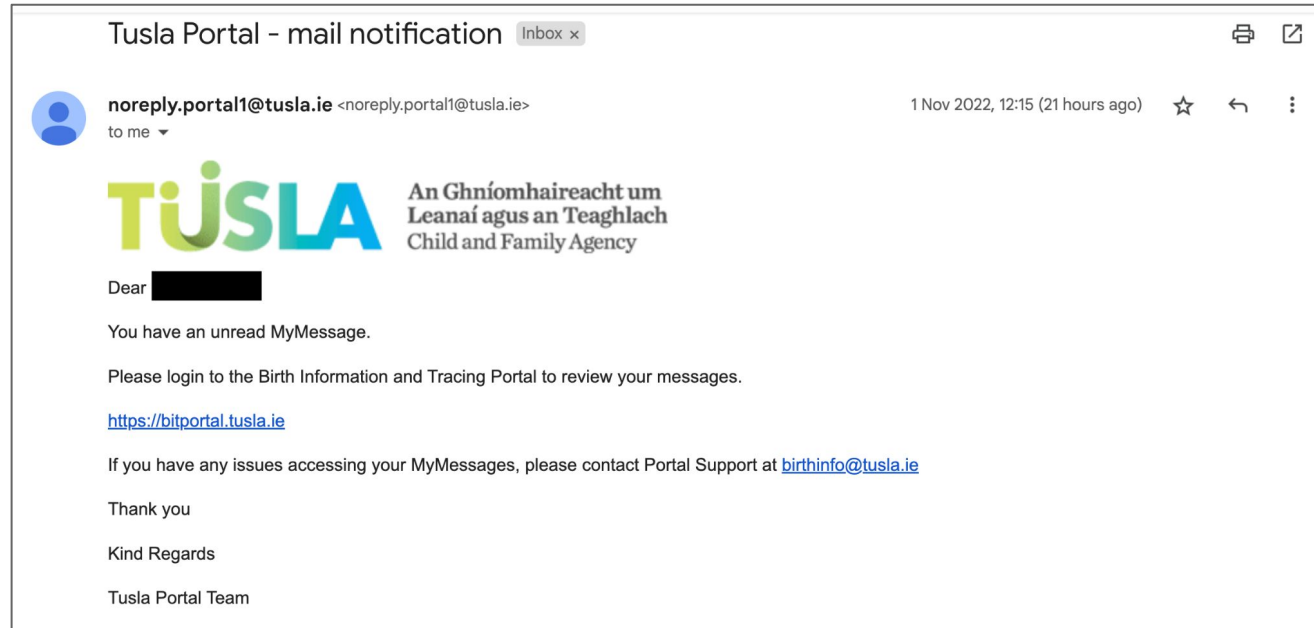 Tusla Portal - mail notification Inbox ×
noreply.portal1@tusla.ie <noreply.portal1@tusla.ie> 1 Nov 2022, 12:15 (21 hours ago)
to me
TUSLA An Ghníomhaireacht um
Leanaí agus an Teaghlach
Child and Family Agency
Dear
You have an unread MyMessage.
Please login to the Birth Information and Tracing Portal to review your messages.
https://bitportal.tusla.ie
If you have any issues accessing your MyMessages, please contact Portal Support at birthinfo@tusla.ie
Thank you
Kind Regards
Tusla Portal Team